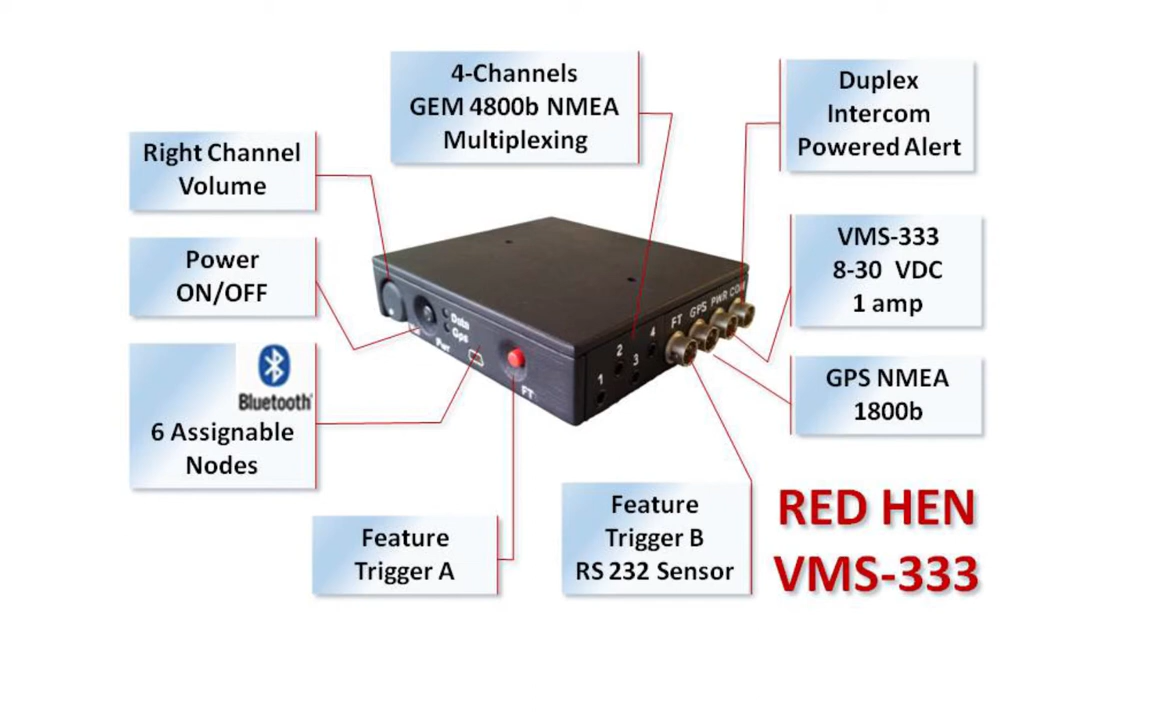 4-Channels
GEM 4800b NMEA
Multiplexing
Duplex
Intercom
Powered Alert
Right Channel
Volume
Power
ON/OFF
VMS-333
8-30 VDC
1 amp
Bluetooth
6 Assignable
Nodes
GPS NMEA
1800b
Feature
Trigger A
Feature
Trigger B
RS 232 Sensor
RED HEN
VMS-333
Data
Gps
Pwr
FT
1
2
3
4
FT GPS PWR COM